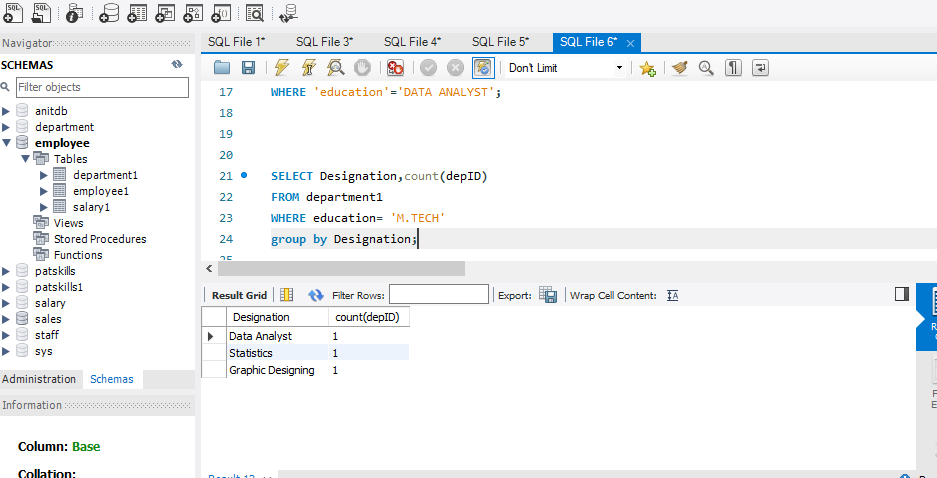 SQL
SQL
SQL File 1*
SQL File 3*
SQL File 4*
SQL File 5*
SQL File 6*
Navigator
SCHEMAS
Filter objects
anitdb
department
employee
Tables
department1
employee1
salary1
Views
Stored Procedures
Functions
patskills
patskills1
salary
sales
staff
sys
Administration Schemas
Information
Column: Base
Collation:
Don't Limit
17 WHERE 'education'='DATA ANALYST';
18
19
20
21 SELECT Designation,count(depID)
22 FROM department1
23 WHERE education= 'M.TECH'
24 group by Designation;
25
Result Grid Filter Rows: Export: Wrap Cell Content:
Designation count(depID)
Data Analyst 1
Statistics 1
Graphic Designing 1